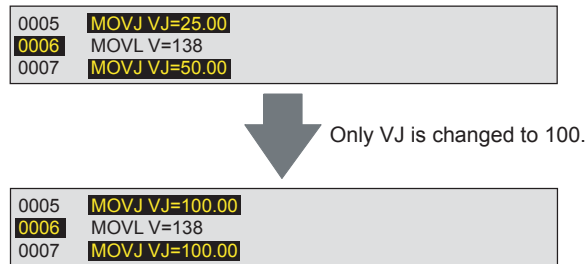 0005 MOVJ VJ=25.00
0006 MOVL V=138
0007 MOVJ VJ=50.00
Only VJ is changed to 100.
0005 MOVJ VJ=100.00
0006 MOVL V=138
0007 MOVJ VJ=100.00